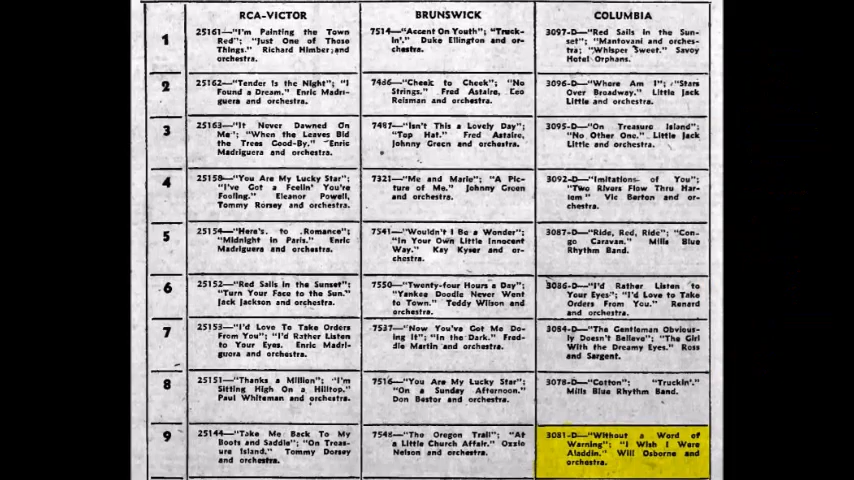 RCA-VICTOR
BRUNSWICK
COLUMBIA
1
25161—"I'm Painting the Town
Red"; "Just One of Those
Things." Richard Himber and
orchestra.
7514—"Accent On Youth"; "Truck-
in'." Duke Ellington and or-
chestra.
3097-D—"Red Sails in the Sun-
set"; "Mantovani and orches-
tra; "Whisper Sweet." Savoy
Hotel Orphans.
2
25162—"Tender Is the Night"; "I
Found a Dream." Enric Madri-
guera and orchestra.
7486—"Cheek to Cheek"; "No
Strings." Fred Astaire, Leo
Reisman and orchestra.
3096-D—"Where Am I"; "Stars
Over Broadway." Little Jack
Little and orchestra.
3
25163—"It Never Dawned On
Me"; "When the Leaves Bid
the Trees Good-By." Enric
Madriguera and orchestra.
7487—"Isn't This a Lovely Day";
"Top Hat." Fred Astaire,
Johnny Green and orchestra.
3095-D—"On Treasure Island";
"No Other One." Little Jack
Little and orchestra.
4
25158—"You Are My Lucky Star";
"I've Got a Feelin' You're
Fooling." Eleanor Powell,
Tommy Rorsey and orchestra.
7321—"Me and Marie"; "A Pic-
ture of Me." Johnny Green
and orchestra.
3092-D—"Imitations of You";
"Two Rivers Flow Thru Har-
lem" Vic Berton and or-
chestra.
5
25154—"Here's to Romance";
"Midnight in Paris." Enric
Madriguera and orchestra.
7541—"Wouldn't I Be a Wonder";
"In Your Own Little Innocent
Way." Kay Kyser and or-
chestra.
3087-D—"Ride, Red, Ride"; "Con-
go Caravan." Mills Blue
Rhythm Band.
6
25152—"Red Sails in the Sunset";
"Turn Your Face to the Sun."
Jack Jackson and orchestra.
7550—"Twenty-four Hours a Day";
"Yankee Doodle Never Went
to Town." Teddy Wilson and
orchestra.
3086-D—"I'd Rather Listen to
Your Eyes"; "I'd Love to Take
Orders From You." Renard
and orchestra.
7
25153—"I'd Love To Take Orders
From You"; "I'd Rather Listen
to Your Eyes. Enric Madri-
guera and orchestra.
7537—"Now You've Got Me Do-
ing It"; "In the Dark." Fred-
die Martin and orchestra.
3084-D—"The Gentleman Obvious-
ly Doesn't Believe"; "The Girl
With the Dreamy Eyes." Ross
and Sargent.
8
25151—"Thanks a Million"; "I'm
Sitting High On a Hilltop."
Paul Whiteman and orchestra.
7516—"You Are My Lucky Star";
"On a Sunday Afternoon."
Don Bestor and orchestra.
3078-D—"Cotton"; "Truckin'."
Mills Blue Rhythm Band.
9
25144—"Take Me Back To My
Boots and Saddle"; "On Treas-
ure Island." Tommy Dorsey
and orchestra.
7548—"The Oregon Trail"; "At
a Little Church Affair." Ozzie
Nelson and orchestra.
3081-D—"Without a Word of
Warning"; "I Wish I Were
Aladdin." Will Osborne and
orchestra.